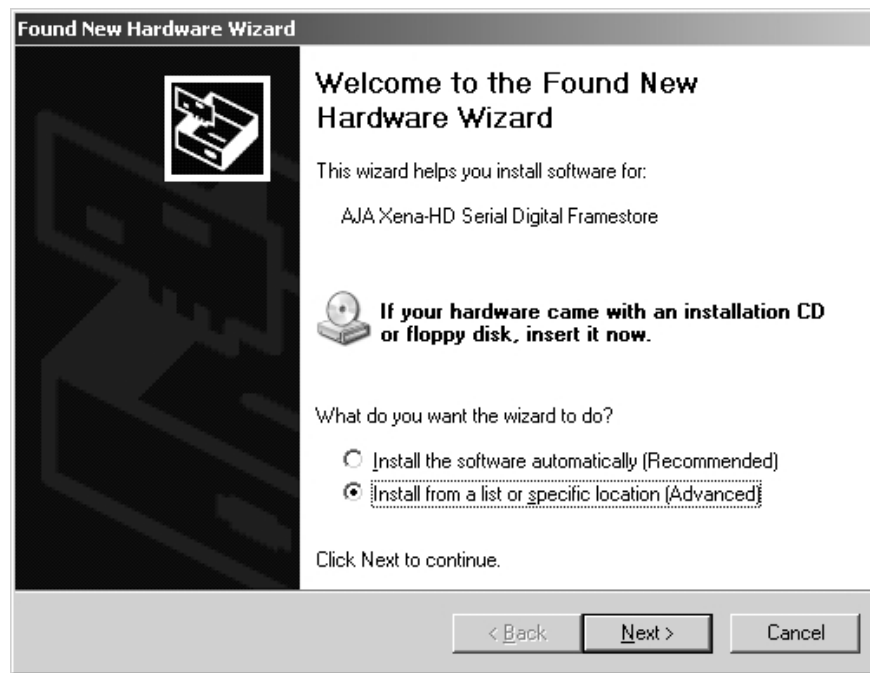 Found New Hardware Wizard
Welcome to the Found New
Hardware Wizard
This wizard helps you install software for:
AJA Xena-HD Serial Digital Framestore
If your hardware came with an installation CD
or floppy disk, insert it now.
What do you want the wizard to do?
Install the software automatically (Recommended)
Install from a list or specific location (Advanced)
Click Next to continue.
< Back
Next >
Cancel